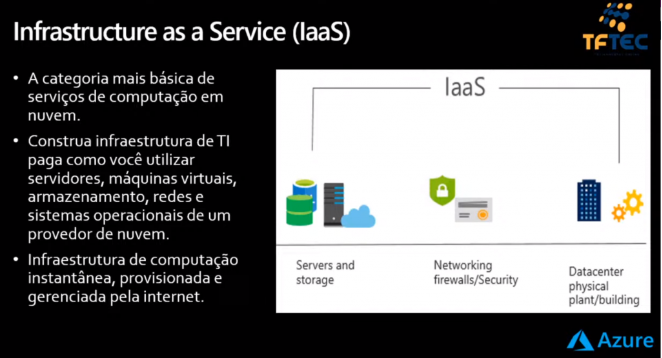 Infrastructure as a Service (IaaS)
TFTEC
• A categoria mais básica de
serviços de computação em
nuvem.
• Construa infraestrutura de TI
paga como você utilizar
servidores, máquinas virtuais,
armazenamento, redes e
sistemas operacionais de um
provedor de nuvem.
• Infraestrutura de computação
instantânea, provisionada e
gerenciada pela internet.
IaaS
Servers and
storage
Networking
firewalls/Security
Datacenter
physical
plant/building
Azure